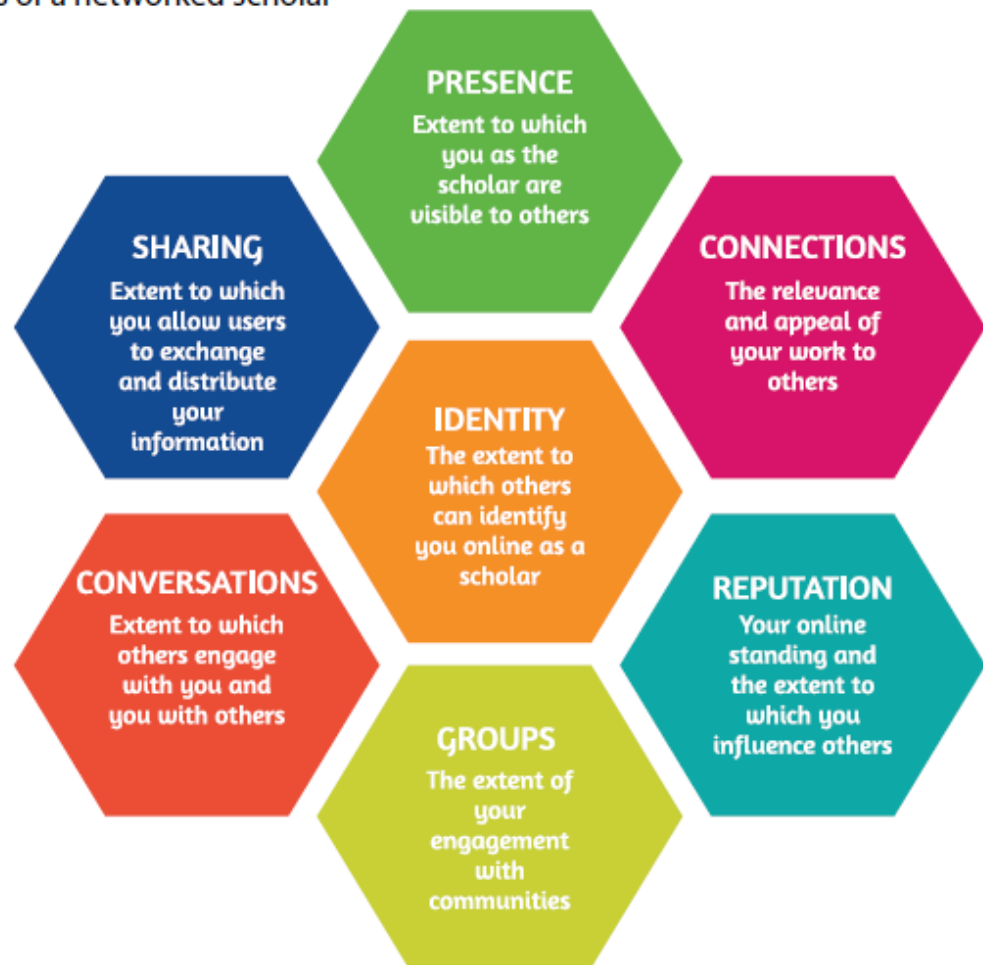 of a networked scholar
PRESENCE
Extent to which
you as the
scholar are
visible to others
SHARING
Extent to which
you allow users
to exchange
and distribute
your
information
CONNECTIONS
The relevance
and appeal of
your work to
others
IDENTITY
The extent to
which others
can identify
you online as a
scholar
CONVERSATIONS
Extent to which
others engage
with you and
you with others
REPUTATION
Your online
standing and
the extent to
which you
influence others
GROUPS
The extent of
your
engagement
with
communities